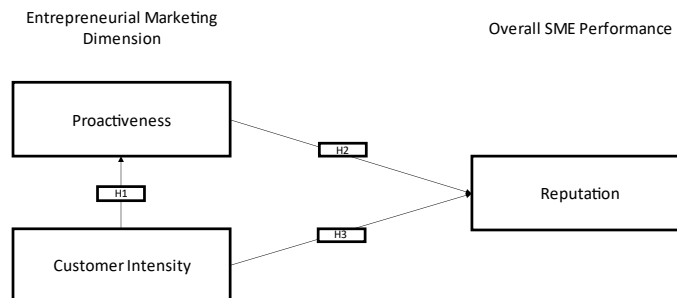 Entrepreneurial Marketing
Dimension
Overall SME Performance
Proactiveness
H2
H1
Reputation
H3
Customer Intensity